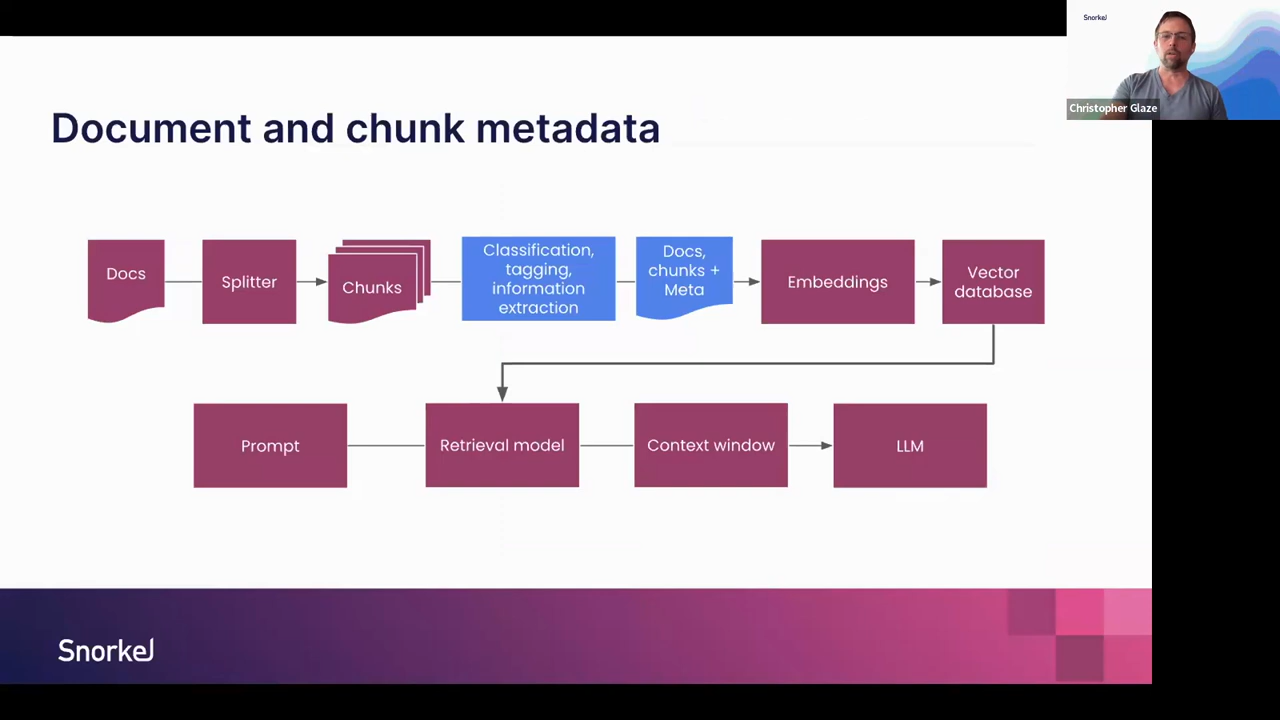 Snorkel
Christopher Glaze
Document and chunk metadata
Docs
Splitter
Chunks
Classification,
tagging,
information
extraction
Docs,
chunks +
Meta
Embeddings
Vector
database
Prompt
Retrieval model
Context window
LLM
Snorkel